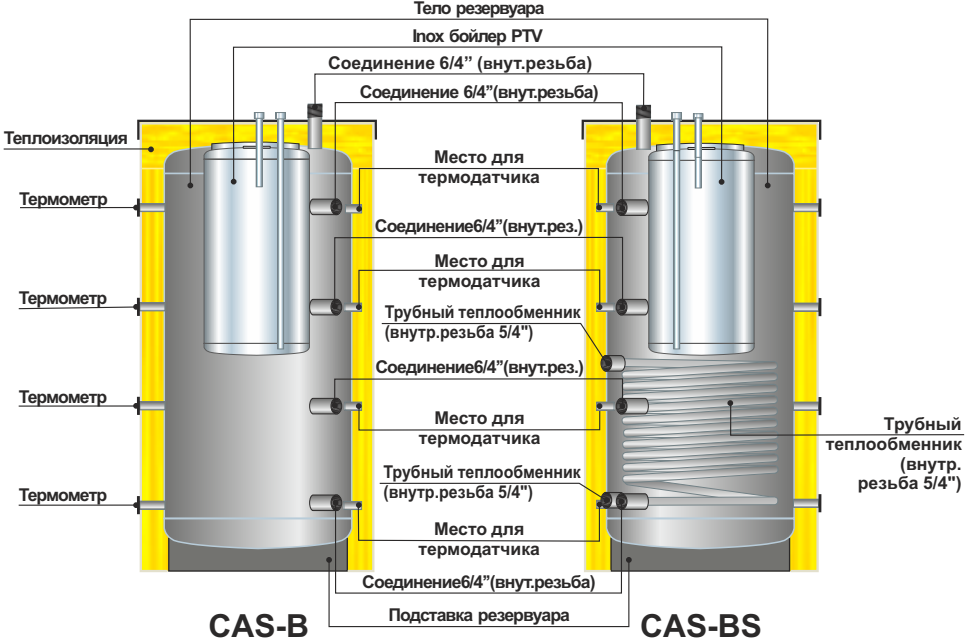 Тело резервуара
Inox бойлер PTV
Соединение 6/4” (внут.резьба)
Соединение 6/4”(внут.резьба)
Теплоизоляция
Место для
термодатчика
Термометр
Соединение6/4”(внут.рез.)
Место для
термодатчика
Термометр
Трубный теплообменник
(внутр.резьба 5/4")
Соединение6/4”(внут.рез.)
Термометр
Место для
термодатчика
Трубный
теплообменник
(внутр.
резьба 5/4")
Трубный теплообменник
(внутр.резьба 5/4")
Термометр
Место для
термодатчика
Соединение6/4”(внут.резьба)
Подставка резервуара
CAS-B
CAS-BS